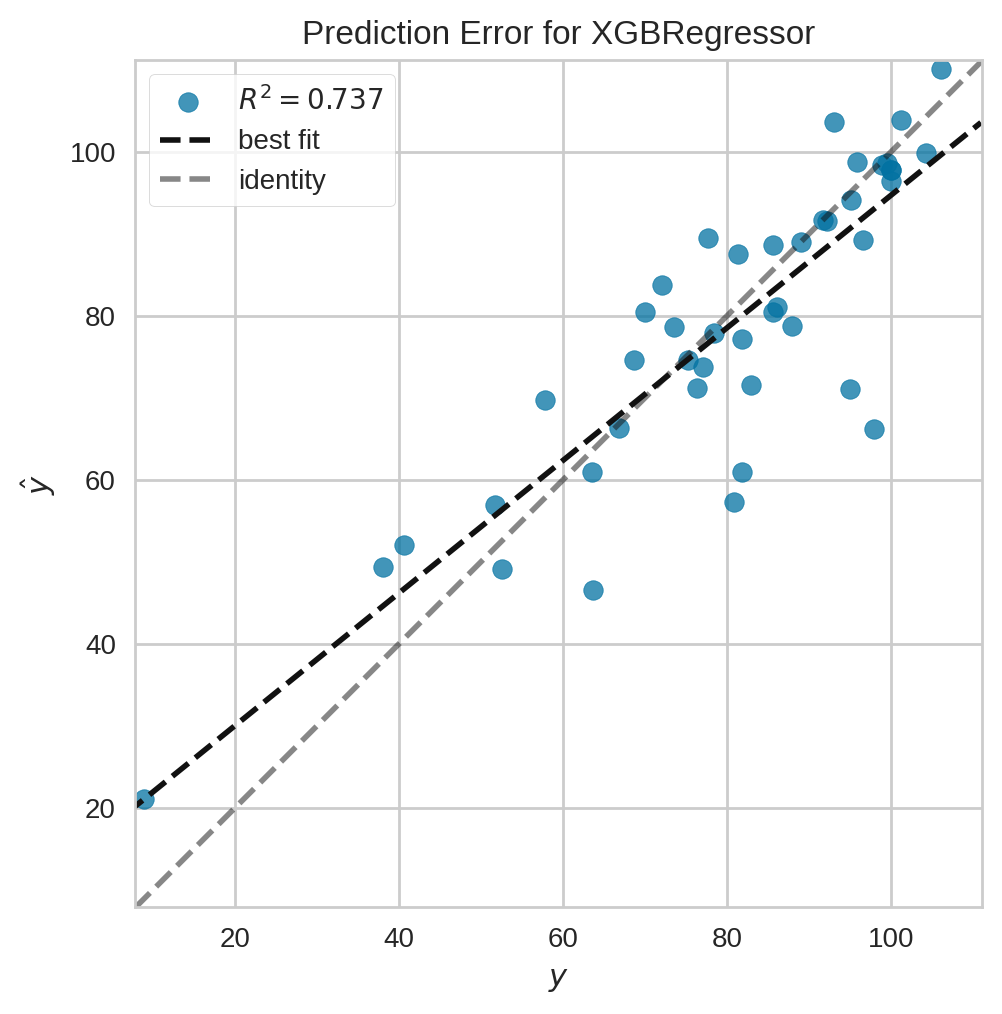 Prediction Error for XGBRegressor
R² = 0.737
best fit
identity
100
80
60
40
20
ŷ
20 40 60 80 100
y